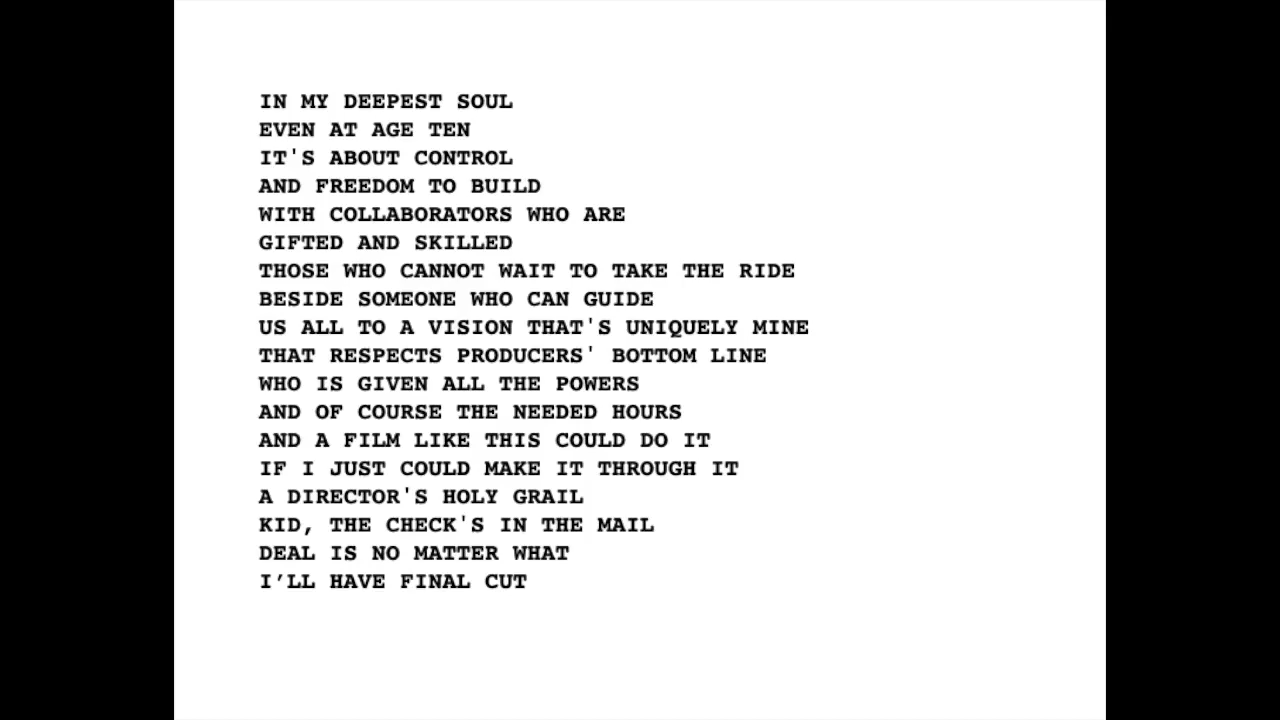 IN MY DEEPEST SOUL
EVEN AT AGE TEN
IT'S ABOUT CONTROL
AND FREEDOM TO BUILD
WITH COLLABORATORS WHO ARE
GIFTED AND SKILLED
THOSE WHO CANNOT WAIT TO TAKE THE RIDE
BESIDE SOMEONE WHO CAN GUIDE
US ALL TO A VISION THAT'S UNIQUELY MINE
THAT RESPECTS PRODUCERS' BOTTOM LINE
WHO IS GIVEN ALL THE POWERS
AND OF COURSE THE NEEDED HOURS
AND A FILM LIKE THIS COULD DO IT
IF I JUST COULD MAKE IT THROUGH IT
A DIRECTOR'S HOLY GRAIL
KID, THE CHECK'S IN THE MAIL
DEAL IS NO MATTER WHAT
I’LL HAVE FINAL CUT